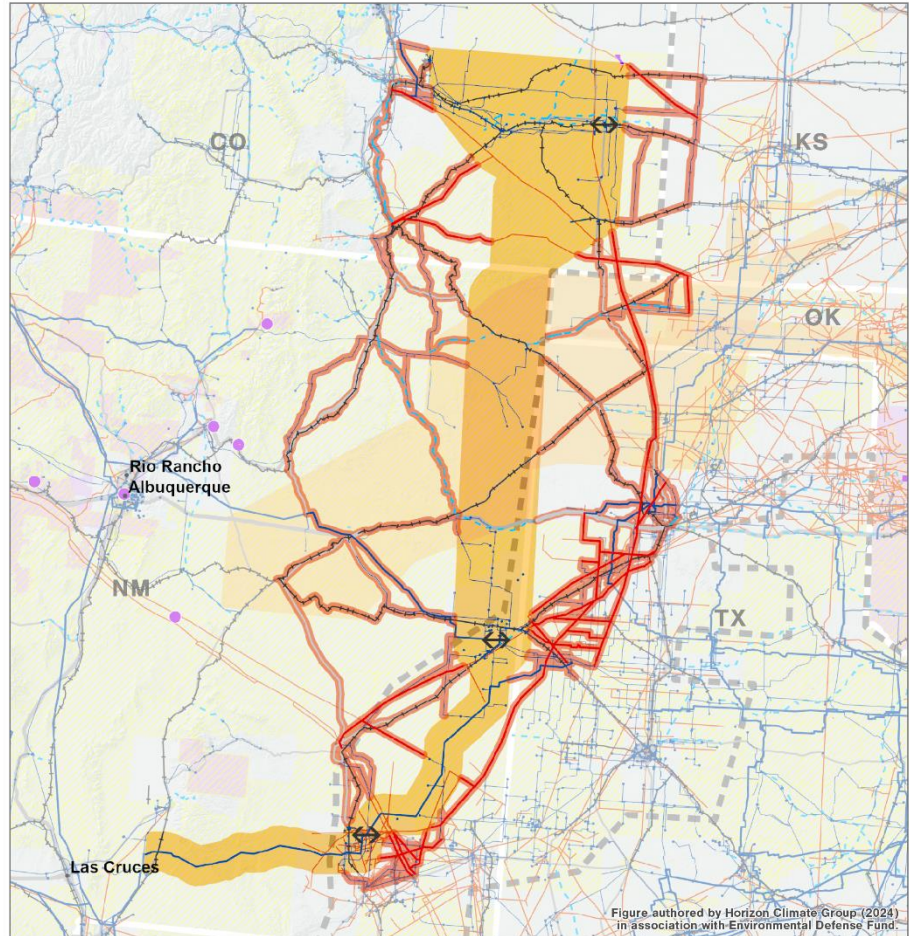 CO
KS
OK
Rio Rancho
Albuquerque
NM
TX
Las Cruces
Figure authored by Horizon Climate Group (2024)
in association with Environmental Defense Fund.